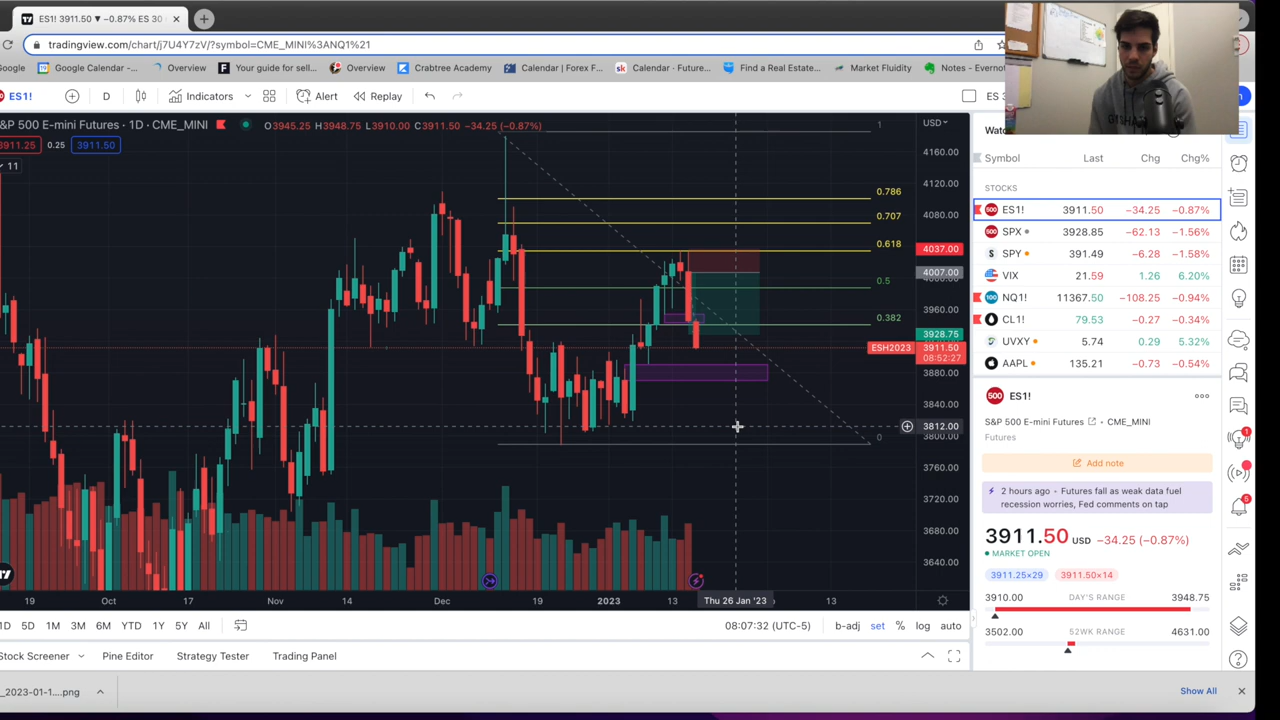 ES1! 3911.50 ▼ −0.87% ES 30
tradingview.com/chart/j7U4Y7zV/?symbol=CME_MINI%3ANQ1%21
Google
Google Calendar -...
Overview
Your guide to sell...
Overview
Crabtree Academy
Calendar | Forex F...
Calendar · Future...
Find a Real Estate...
Market Fluidity
Notes - Evernot
ES1!
D
Indicators
Alert
Replay
ES 3
S&P 500 E-mini Futures · 1D · CME_MINI
O3945.25 H3948.75 L3910.00 C3911.50 −34.25 (−0.87%)
3911.25
0.25
3911.50
11
USD
4160.00
4120.00
4080.00
4037.00
4007.00
3960.00
3928.75
ESH2023
3911.50
08:52:27
3880.00
3840.00
3812.00
3800.00
3760.00
3720.00
3680.00
3640.00
1
0.786
0.707
0.618
0.5
0.382
0
19
Oct
17
Nov
14
Dec
19
2023
13
Thu 26 Jan '23
13
1D
5D
1M
3M
6M
YTD
1Y
5Y
All
08:07:32 (UTC-5)
b-adj
set
%
log
auto
Stock Screener
Pine Editor
Strategy Tester
Trading Panel
_2023-01-1....png
Show All
Symbol
Last
Chg
Chg%
STOCKS
ES1! 3911.50 −34.25 −0.87%
SPX 3928.85 −62.13 −1.56%
SPY 391.49 −6.28 −1.58%
VIX 21.59 1.26 6.20%
NQ1! 11367.50 −108.25 −0.94%
CL1! 79.53 −0.27 −0.34%
UVXY 5.74 0.29 5.32%
AAPL 135.21 −0.73 −0.54%
500 ES1!
S&P 500 E-mini Futures · CME_MINI
Futures
Add note
2 hours ago - Futures fall as weak data fuel
recession worries, Fed comments on tap
3911.50 USD −34.25 (−0.87%)
MARKET OPEN
3911.25×29
3911.50×14
3910.00 DAY'S RANGE 3948.75
3502.00 52WK RANGE 4631.00